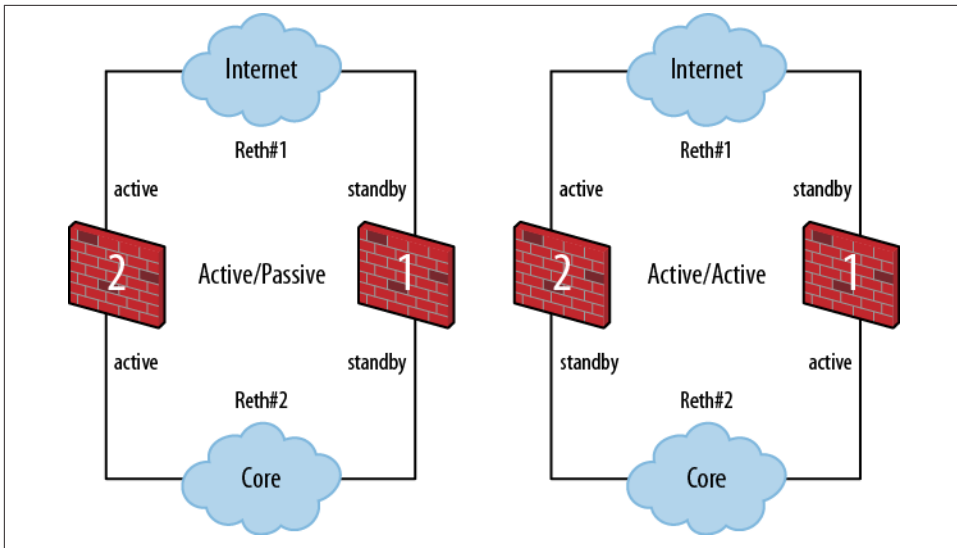 Internet
Reth#1
active
standby
2
Active/Passive
1
active
standby
Reth#2
Core
Internet
Reth#1
active
standby
2
Active/Active
1
standby
active
Reth#2
Core